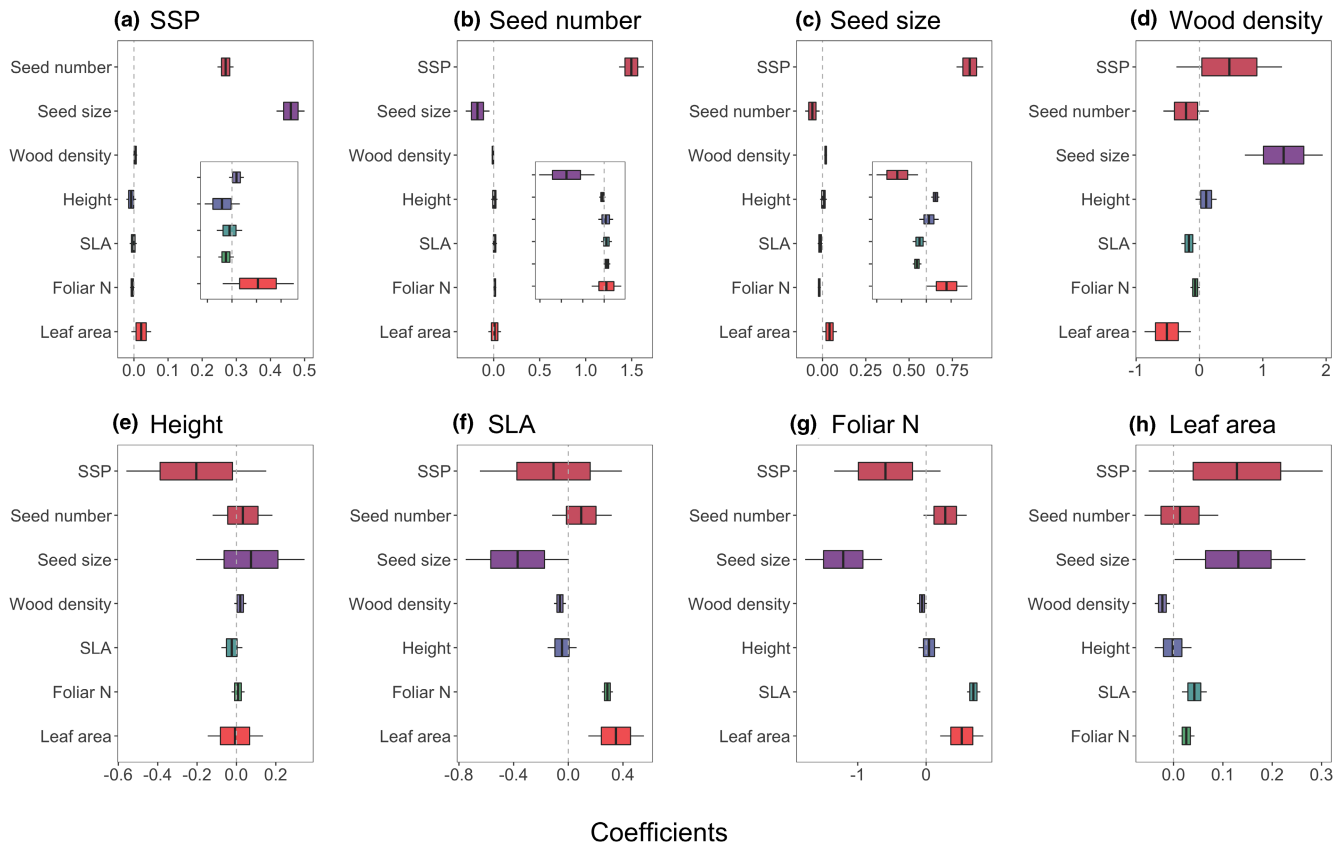 (a) SSP
Seed number
Seed size
Wood density
Height
SLA
Foliar N
Leaf area
0.0 0.1 0.2 0.3 0.4 0.5
(b) Seed number
SSP
Seed size
Wood density
Height
SLA
Foliar N
Leaf area
0.0 0.5 1.0 1.5
(c) Seed size
SSP
Seed number
Wood density
Height
SLA
Foliar N
Leaf area
0.00 0.25 0.50 0.75
(d) Wood density
SSP
Seed number
Seed size
Height
SLA
Foliar N
Leaf area
-1 0 1 2
(e) Height
SSP
Seed number
Seed size
Wood density
SLA
Foliar N
Leaf area
-0.6 -0.4 -0.2 0.0 0.2
(f) SLA
SSP
Seed number
Seed size
Wood density
Height
Foliar N
Leaf area
-0.8 -0.4 0.0 0.4
(g) Foliar N
SSP
Seed number
Seed size
Wood density
Height
SLA
Leaf area
-1 0
(h) Leaf area
SSP
Seed number
Seed size
Wood density
Height
SLA
Foliar N
0.0 0.1 0.2 0.3
Coefficients